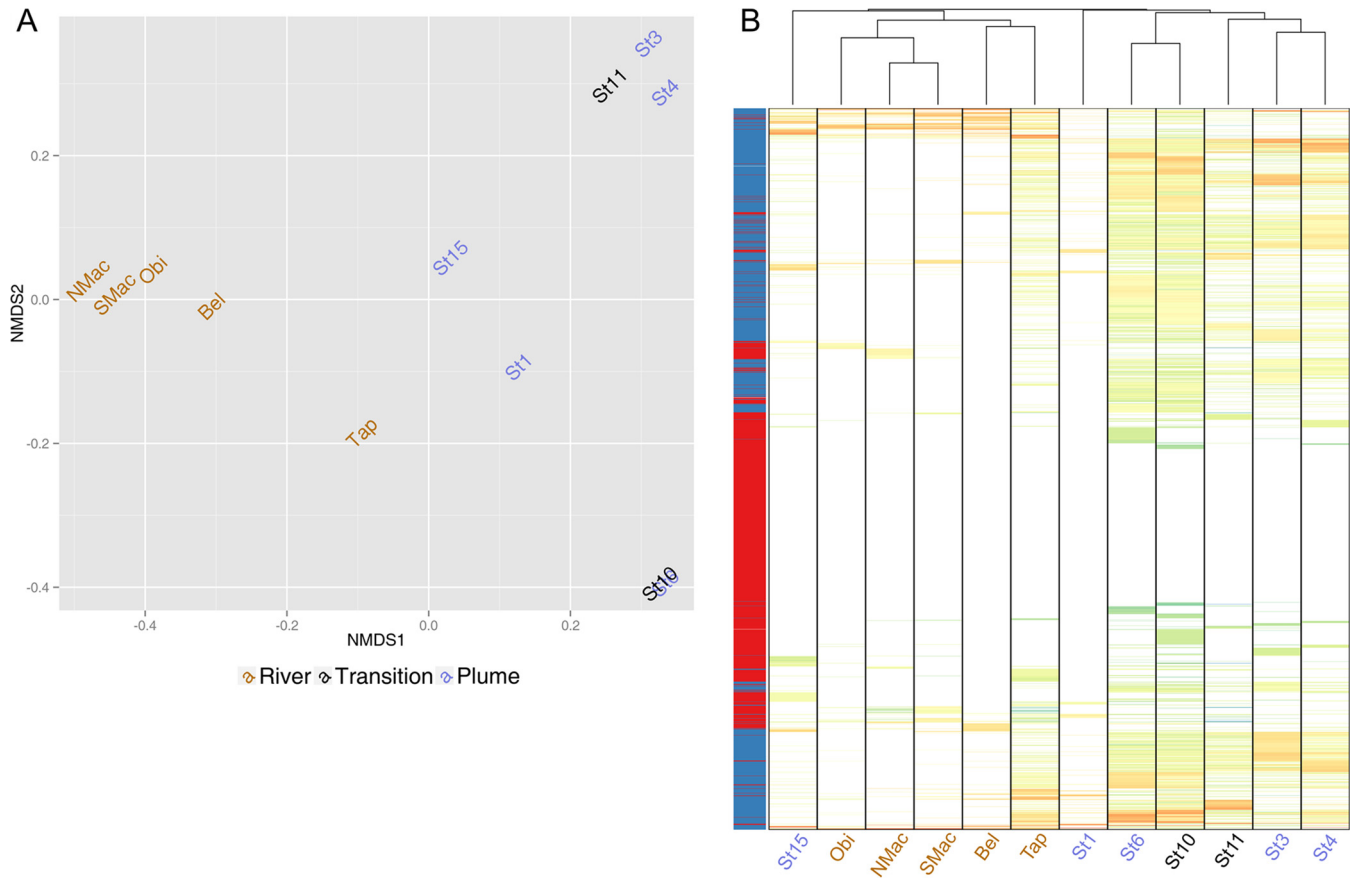 A
B
St3
St11
St4
0.2
St15
NMac
Obi
SMac
0.0
Bel
St1
Tap
-0.2
St10
-0.4
-0.4
-0.2
0.0
0.2
NMDS2
NMDS1
a River a Transition a Plume
St15 Obi NMac SMac Bel Tap St1 St6 St10 St11 St3 St4